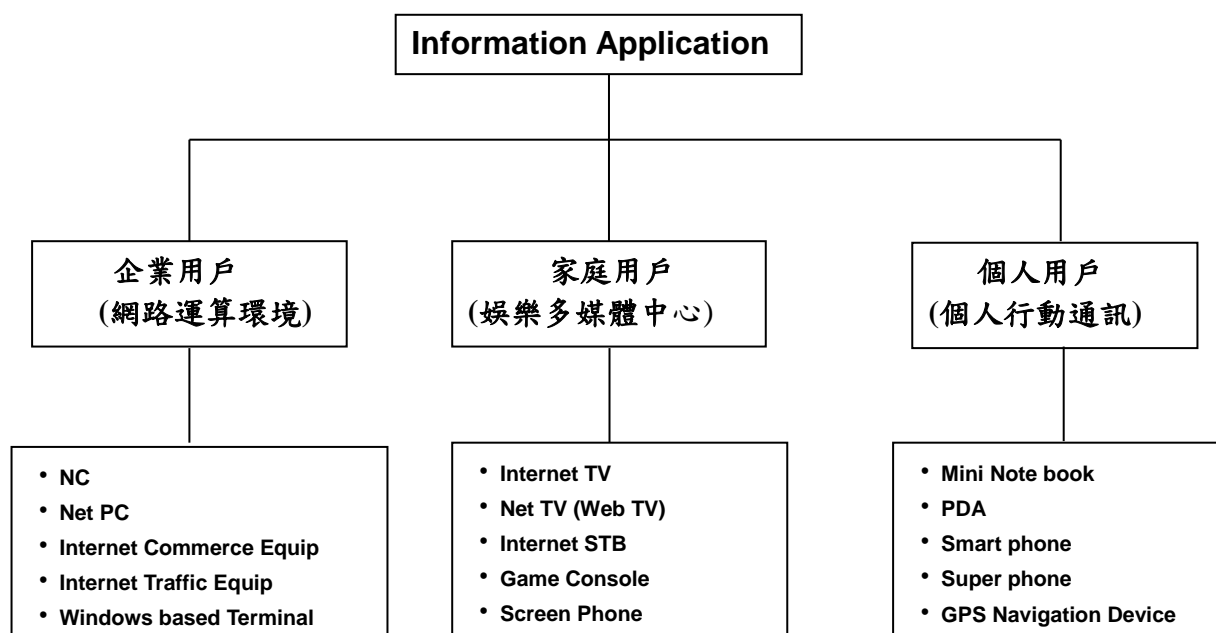 Information Application
企業用戶
(網路運算環境)
家庭用戶
(娛樂多媒體中心)
個人用戶
(個人行動通訊)
• NC
• Net PC
• Internet Commerce Equip
• Internet Traffic Equip
• Windows based Terminal
• Internet TV
• Net TV (Web TV)
• Internet STB
• Game Console
• Screen Phone
• Mini Note book
• PDA
• Smart phone
• Super phone
• GPS Navigation Device